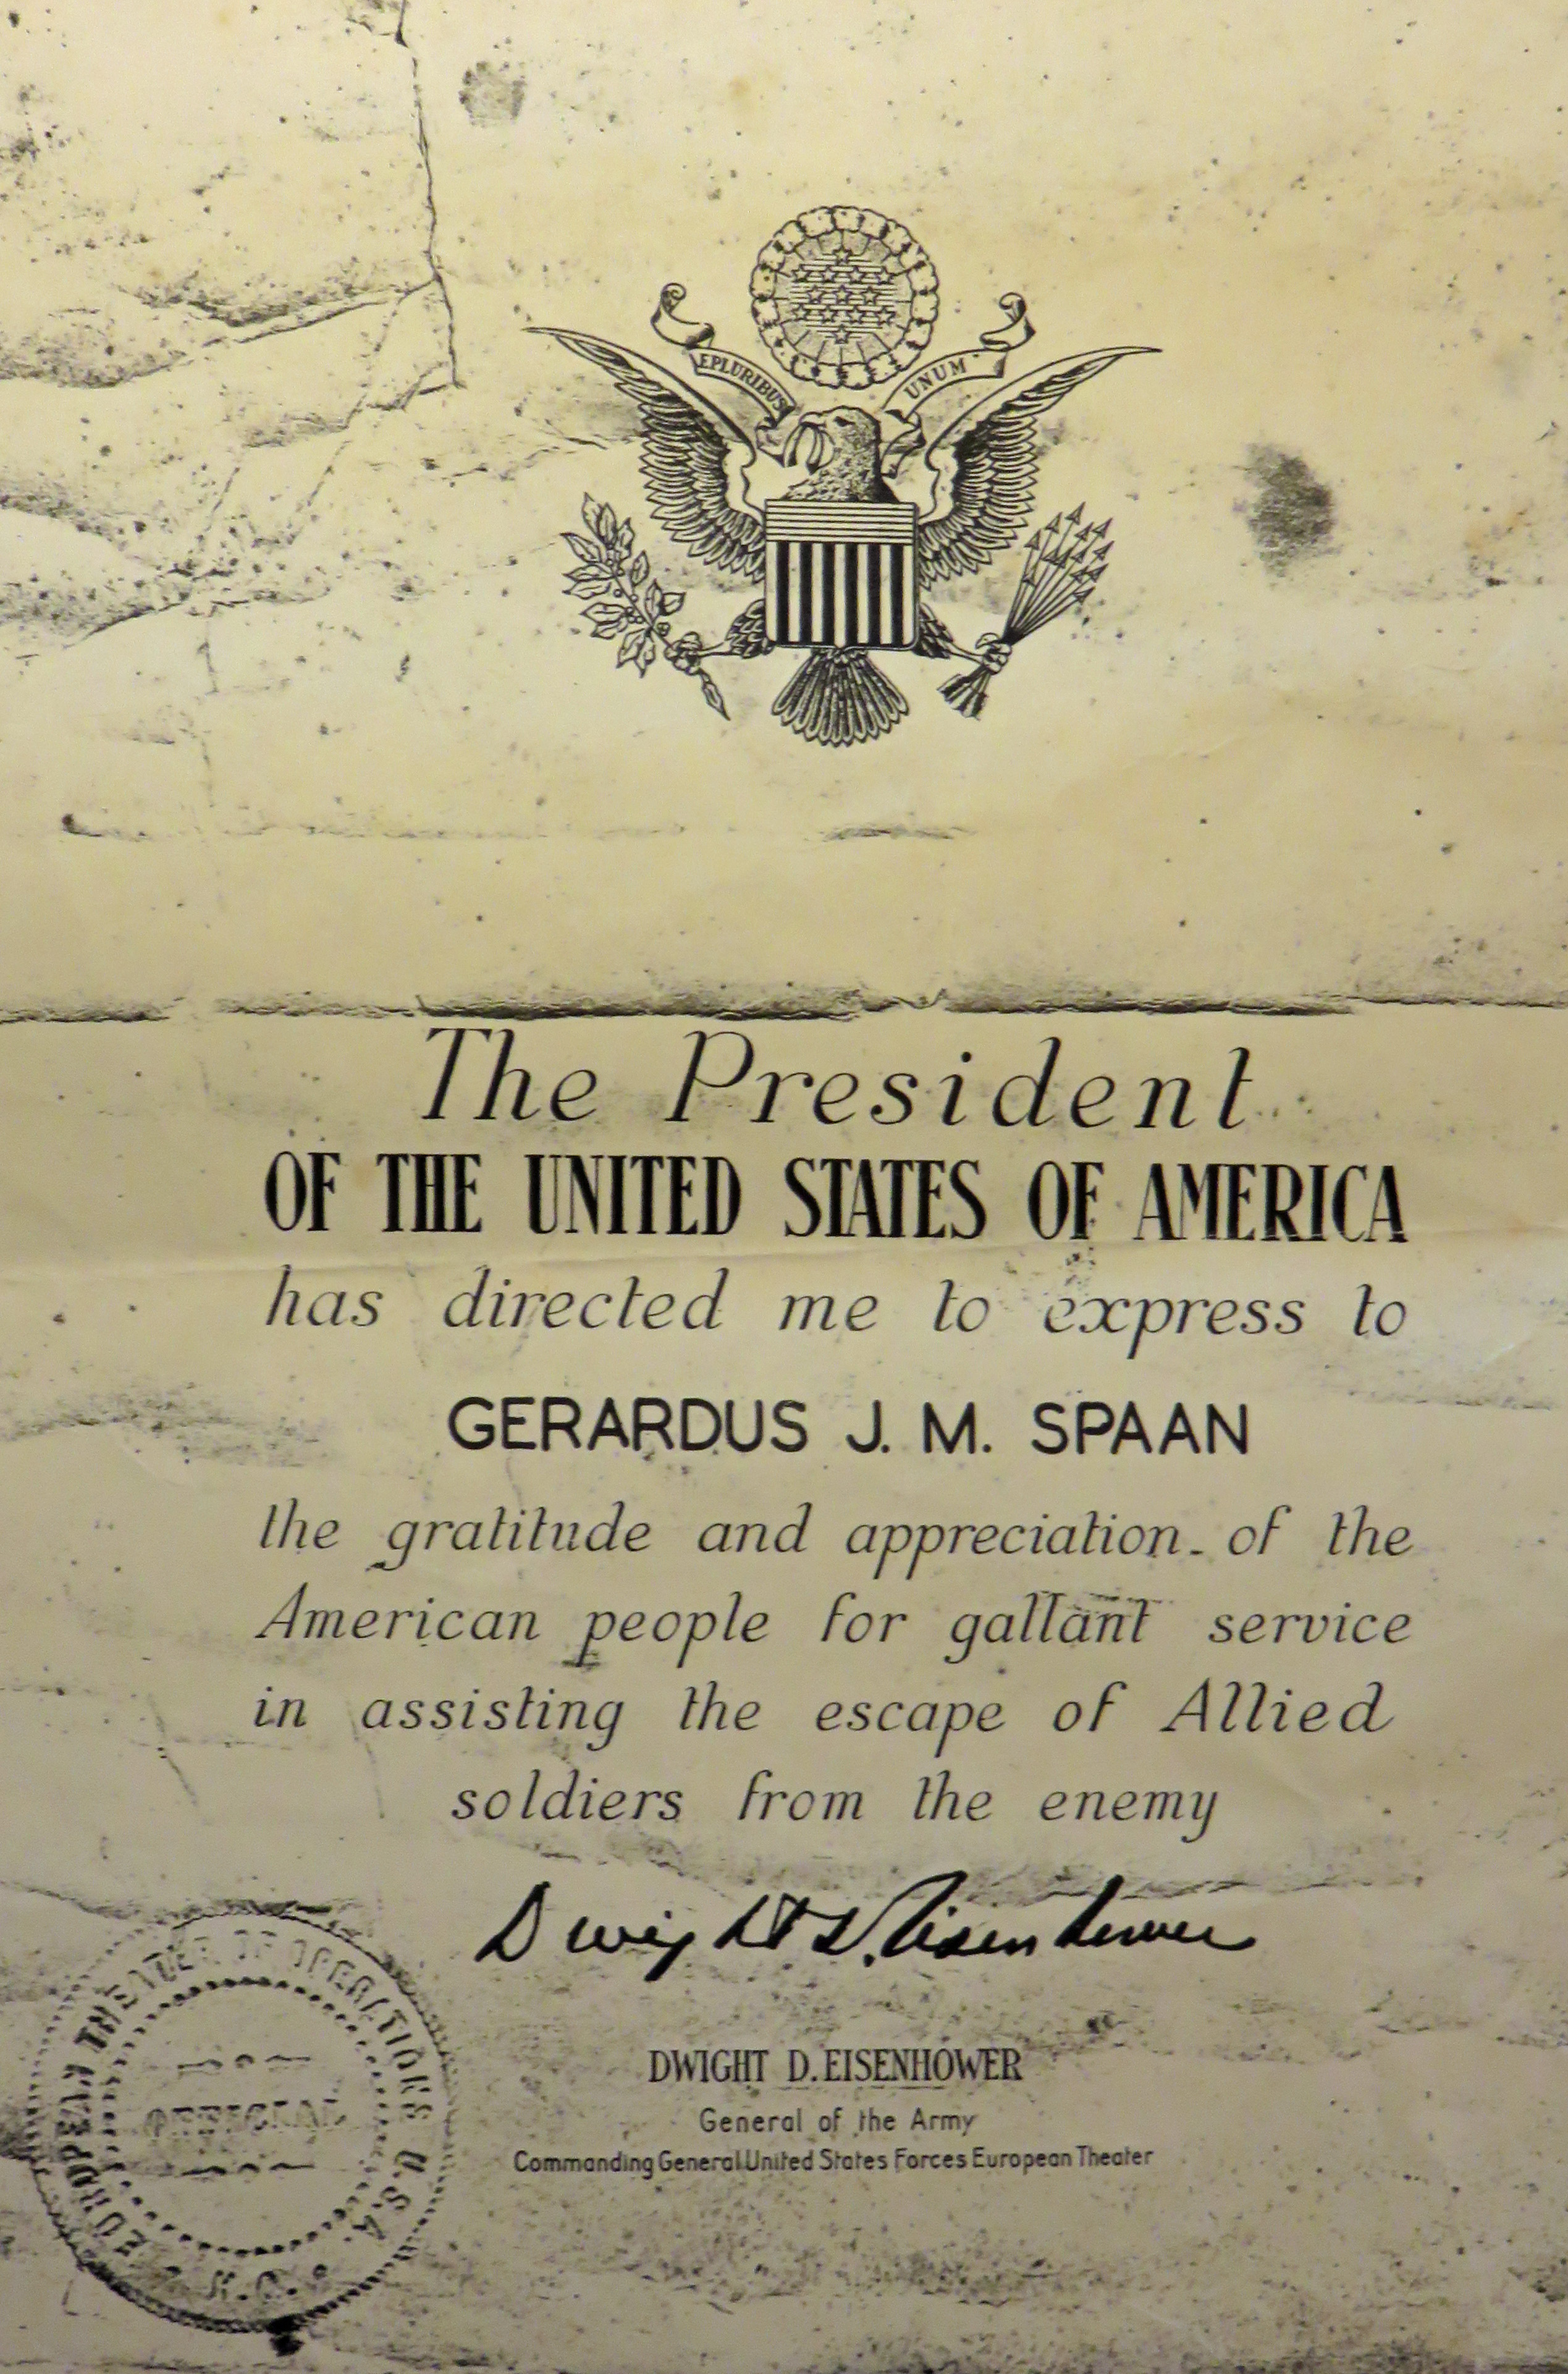 EPLURIBUS UNUM
The President
OF THE UNITED STATES OF AMERICA
has directed me to express to
GERARDUS J. M. SPAAN
the gratitude and appreciation of the
American people for gallant service
in assisting the escape of Allied
soldiers from the enemy
Dwight D. Eisenhower
DWIGHT D. EISENHOWER
General of the Army
Commanding General United States Forces European Theater
EUROPEAN THEATER OF OPERATIONS U.S.A.
H.Q.
OFFICIAL